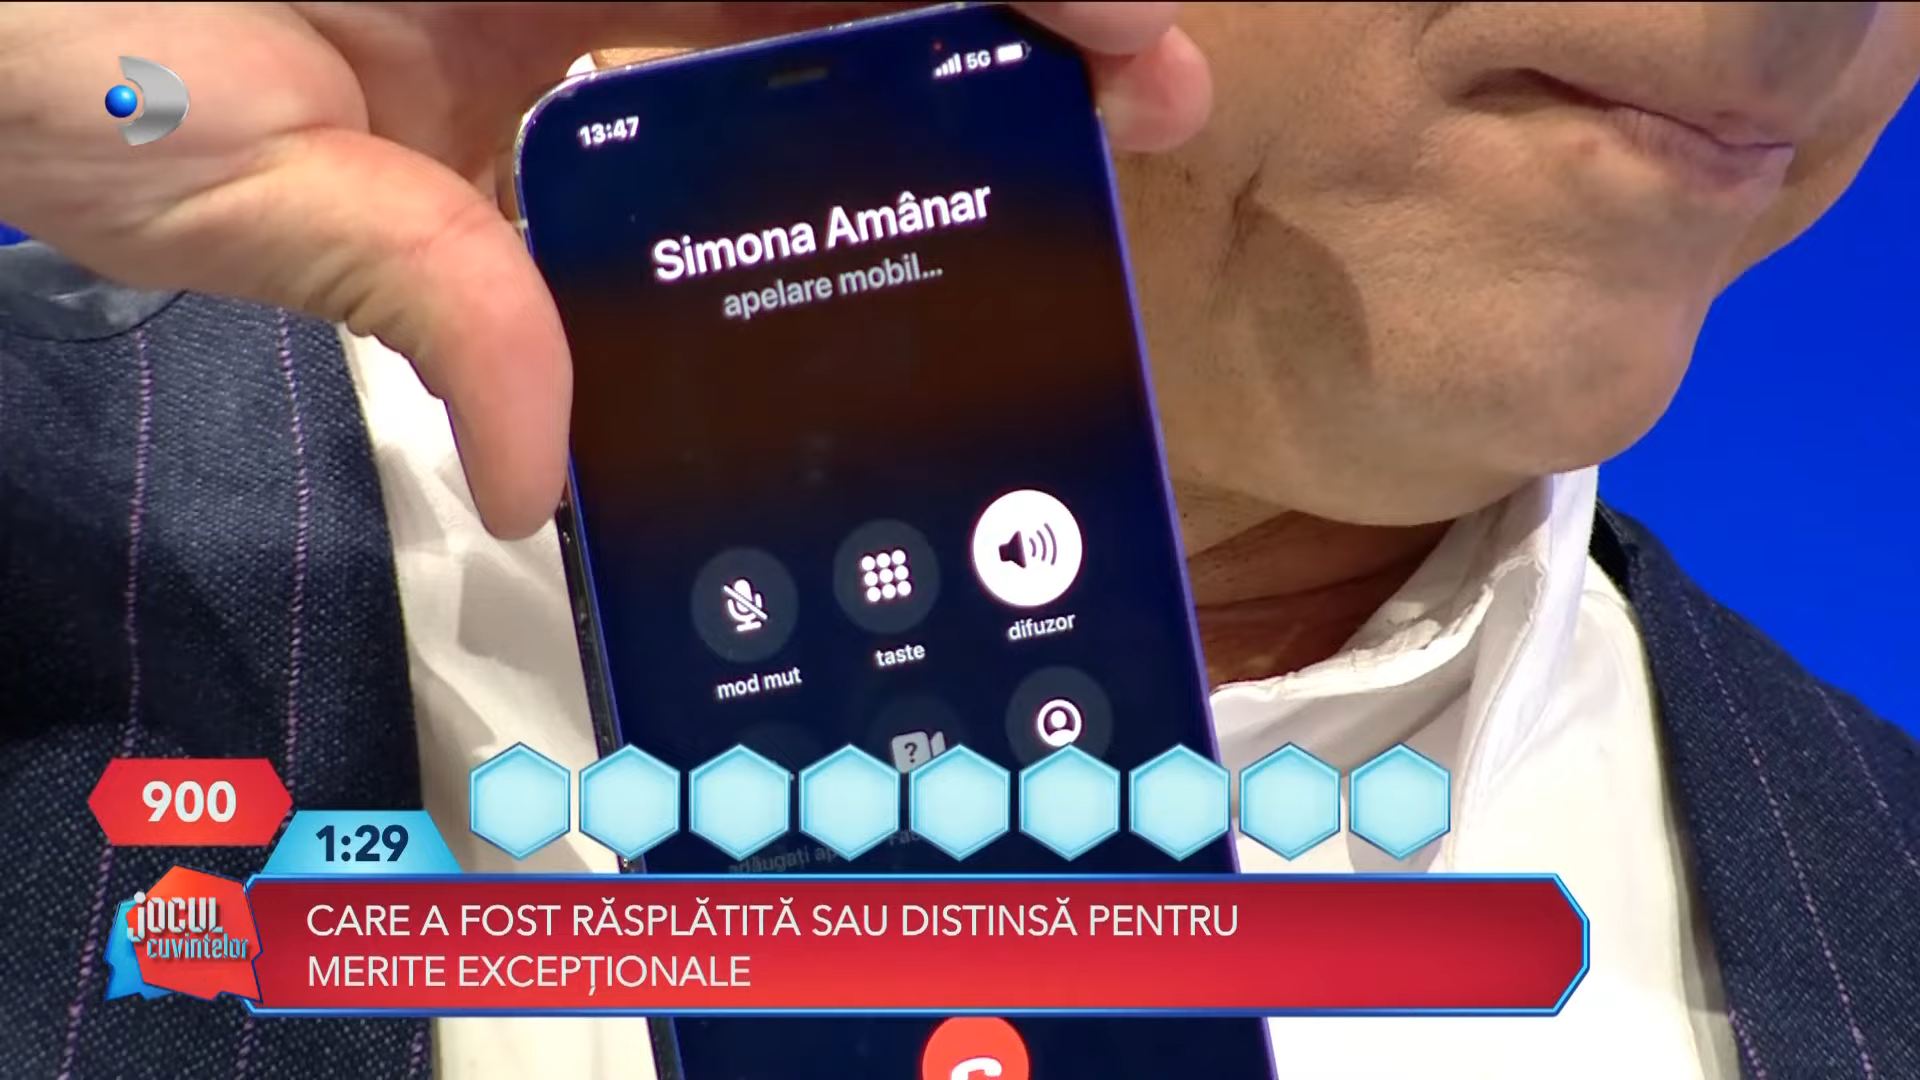 13:47
5G
Simona Amânar
apelare mobil...
mod mut
taste
difuzor
?
900
1:29
jOCUL
cuvintelor
CARE A FOST RĂSPLĂTITĂ SAU DISTINSĂ PENTRU
MERITE EXCEPȚIONALE